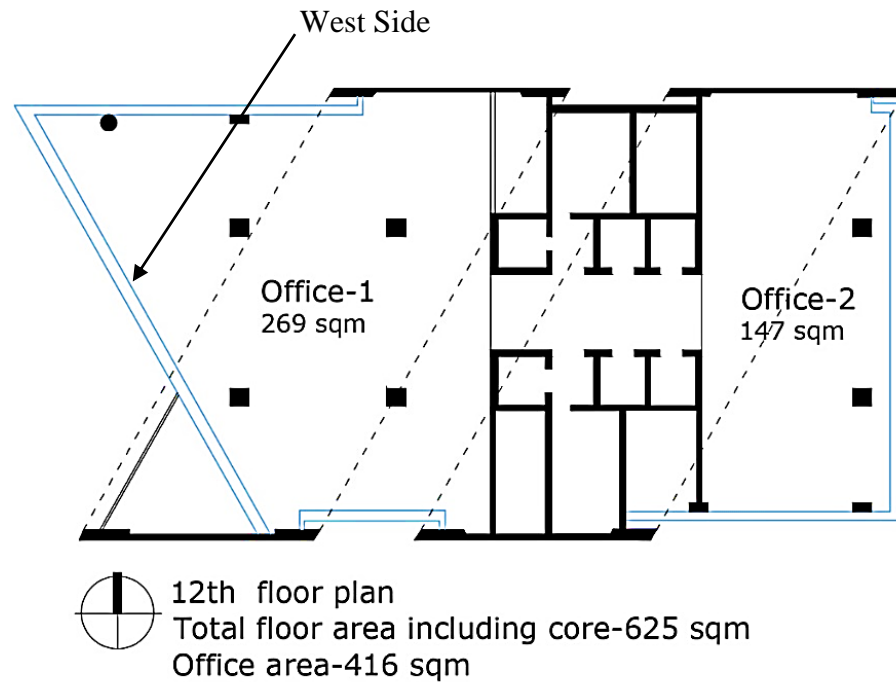 West Side
Office-1
269 sqm
Office-2
147 sqm
12th floor plan
Total floor area including core-625 sqm
Office area-416 sqm